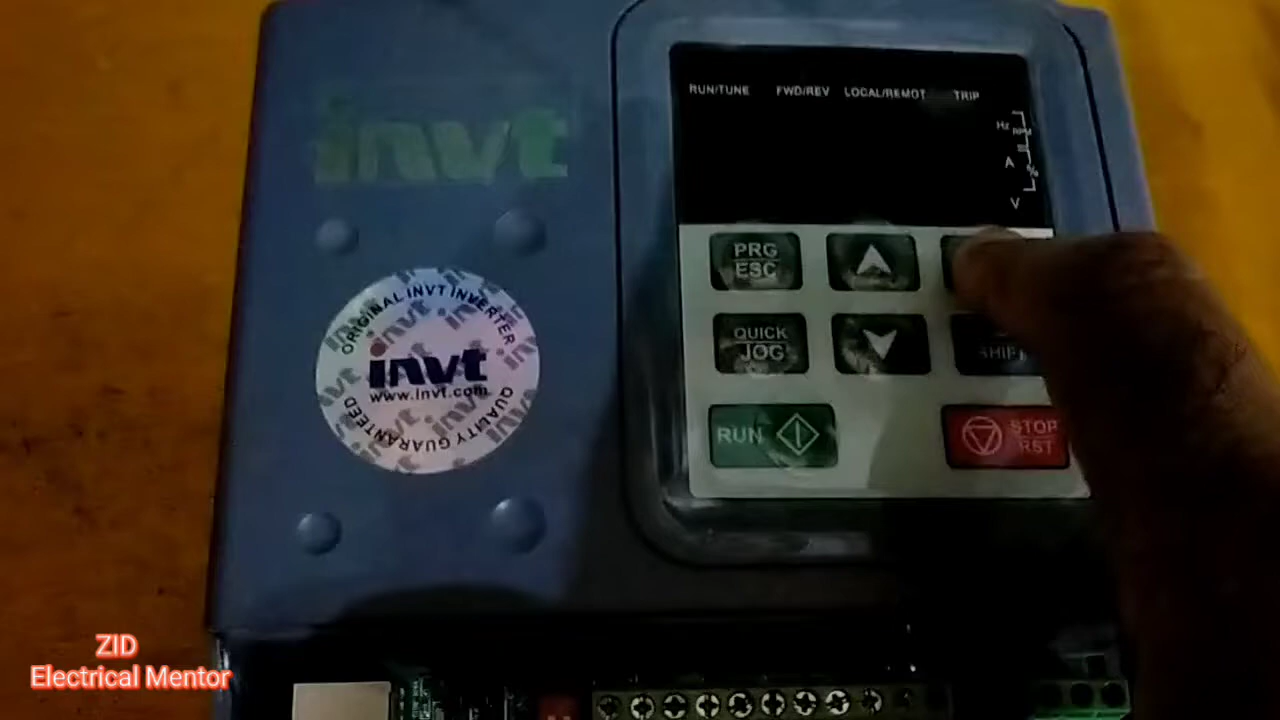 RUN/TUNE FWD/REV LOCAL/REMOT TRIP
Hz
RPM
A
%
V
invt
ORIGINAL INVT INVERTER
invt
www.invt.com
QUALITY GUARANTEED
PRG
ESC
QUICK
JOG
SHIFT
RUN
STOP
RST
ZID
Electrical Mentor